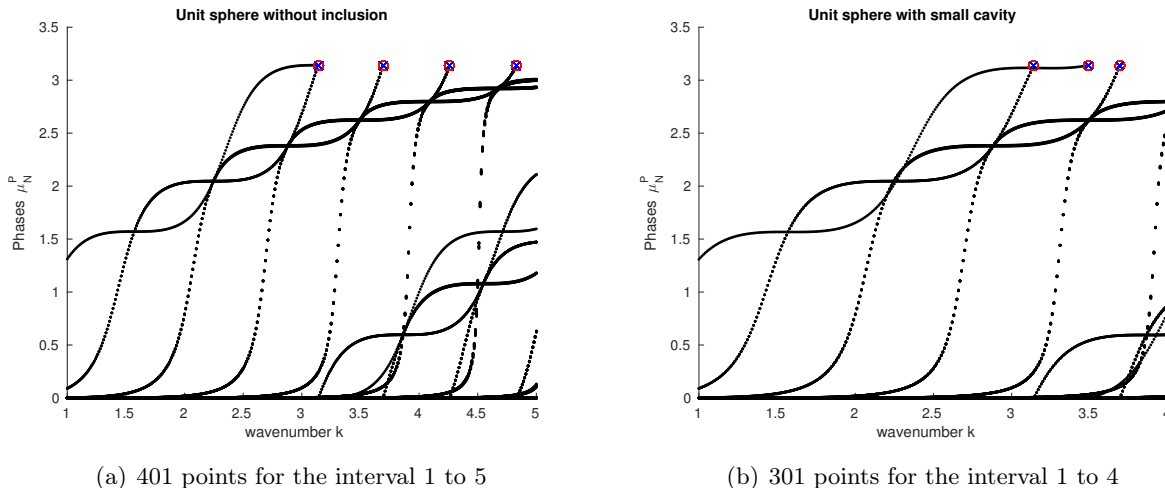 Unit sphere without inclusion
3.5
3
2.5
2
1.5
1
0.5
0
Phases μ_N^P
1 1.5 2 2.5 3 3.5 4 4.5 5
wavenumber k
(a) 401 points for the interval 1 to 5
Unit sphere with small cavity
3.5
3
2.5
2
1.5
1
0.5
0
Phases μ_N^P
1 1.5 2 2.5 3 3.5 4
wavenumber k
(b) 301 points for the interval 1 to 4